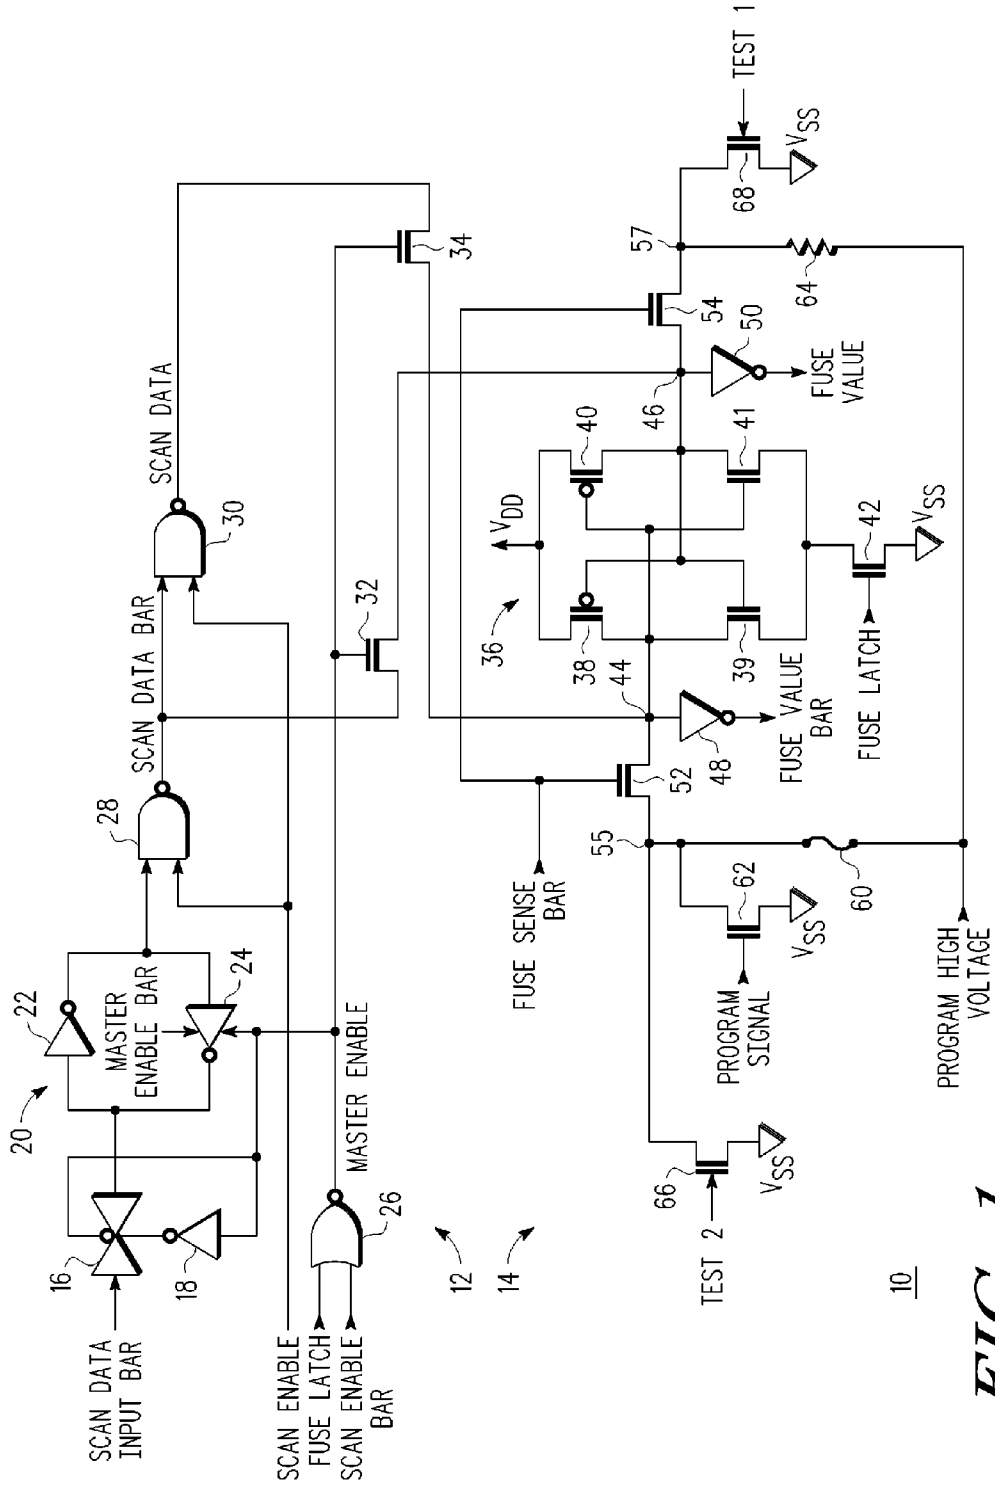 SCAN DATA
INPUT BAR
16
18
20
22
MASTER
ENABLE BAR
24
28
SCAN DATA BAR
30
SCAN DATA
SCAN ENABLE
FUSE LATCH
SCAN ENABLE
BAR
26
MASTER ENABLE
32
34
12
14
FUSE SENSE
BAR
36
VDD
38
40
39
41
44
46
48
50
52
54
55
57
FUSE VALUE
BAR
FUSE
VALUE
FUSE LATCH
42
VSS
TEST 2
66
VSS
PROGRAM
SIGNAL
62
VSS
60
64
68
TEST 1
VSS
PROGRAM HIGH
VOLTAGE
10
FIG. 1